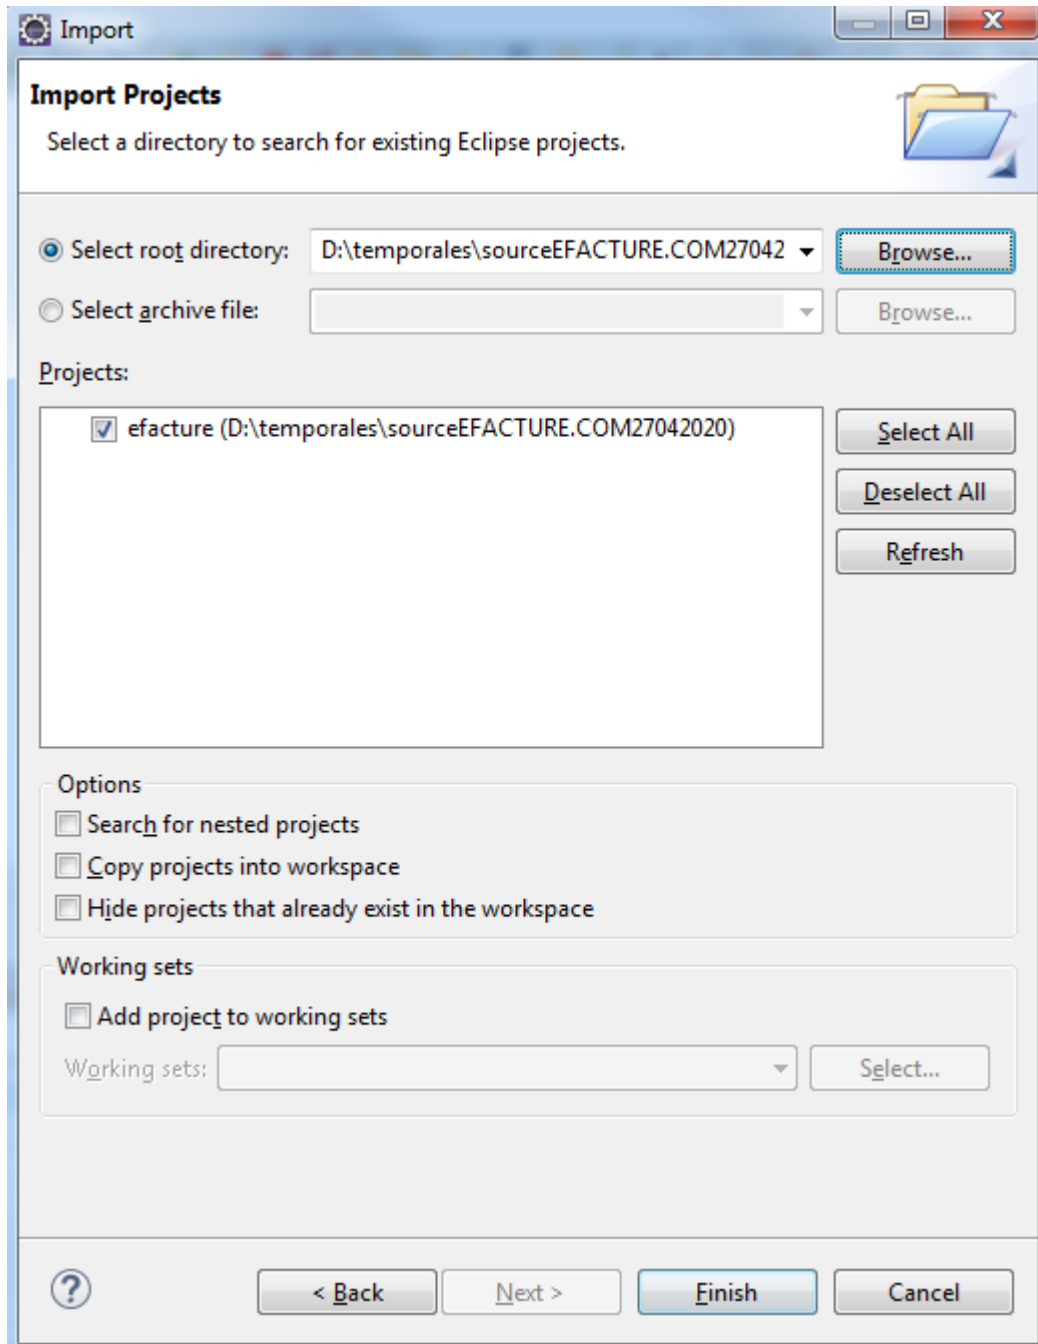 Import
Import Projects
Select a directory to search for existing Eclipse projects.
Select root directory: D:\temporales\sourceEFACTURE.COM27042 Browse...
Select archive file: Browse...
Projects:
efacture (D:\temporales\sourceEFACTURE.COM27042020)
Select All
Deselect All
Refresh
Options
Search for nested projects
Copy projects into workspace
Hide projects that already exist in the workspace
Working sets
Add project to working sets
Working sets: Select...
? < Back Next > Finish Cancel